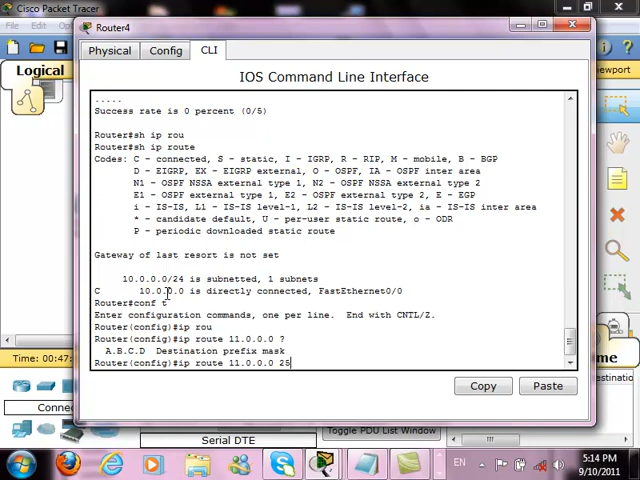 Cisco Packet Tracer
File Edit
Router4
Logical
viewport
Physical Config CLI
IOS Command Line Interface
.....
Success rate is 0 percent (0/5)
Router#sh ip rou
Router#sh ip route
Codes: C - connected, S - static, I - IGRP, R - RIP, M - mobile, B - BGP
D - EIGRP, EX - EIGRP external, O - OSPF, IA - OSPF inter area
N1 - OSPF NSSA external type 1, N2 - OSPF NSSA external type 2
E1 - OSPF external type 1, E2 - OSPF external type 2, E - EGP
i - IS-IS, L1 - IS-IS level-1, L2 - IS-IS level-2, ia - IS-IS inter area
* - candidate default, U - per-user static route, o - ODR
P - periodic downloaded static route
Gateway of last resort is not set
10.0.0.0/24 is subnetted, 1 subnets
C 10.0.0.0 is directly connected, FastEthernet0/0
Router#conf t
Enter configuration commands, one per line. End with CNTL/Z.
Router(config)#ip rou
Router(config)#ip route 11.0.0.0 ?
A.B.C.D Destination prefix mask
Router(config)#ip route 11.0.0.0 25
Time: 00:47:
Copy Paste
Conne
Toggle PDU List Window
Serial DTE
EN
5:14 PM
9/10/2011